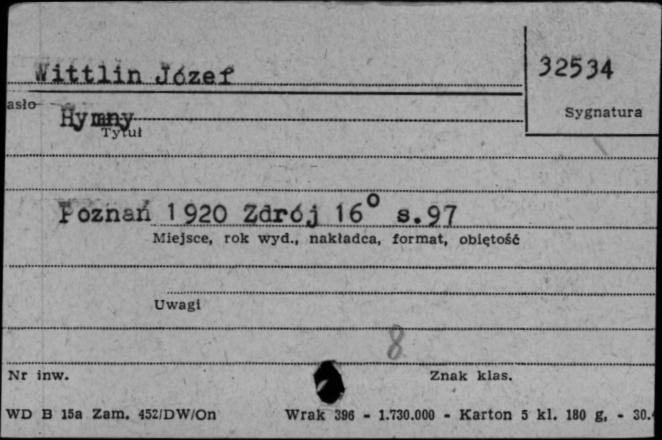 Wittlin Józef
32534
asło
Sygnatura
Hymny
Tytuł
Poznań 1920 Zdrój 16° s.97
Miejsce, rok wyd., nakładca, format, objętość
Uwagi
8
Nr inw.
Znak klas.
WD B 15a Zam. 452/DW/On Wrak 396 - 1.730.000 - Karton 5 kl. 180 g, - 30.